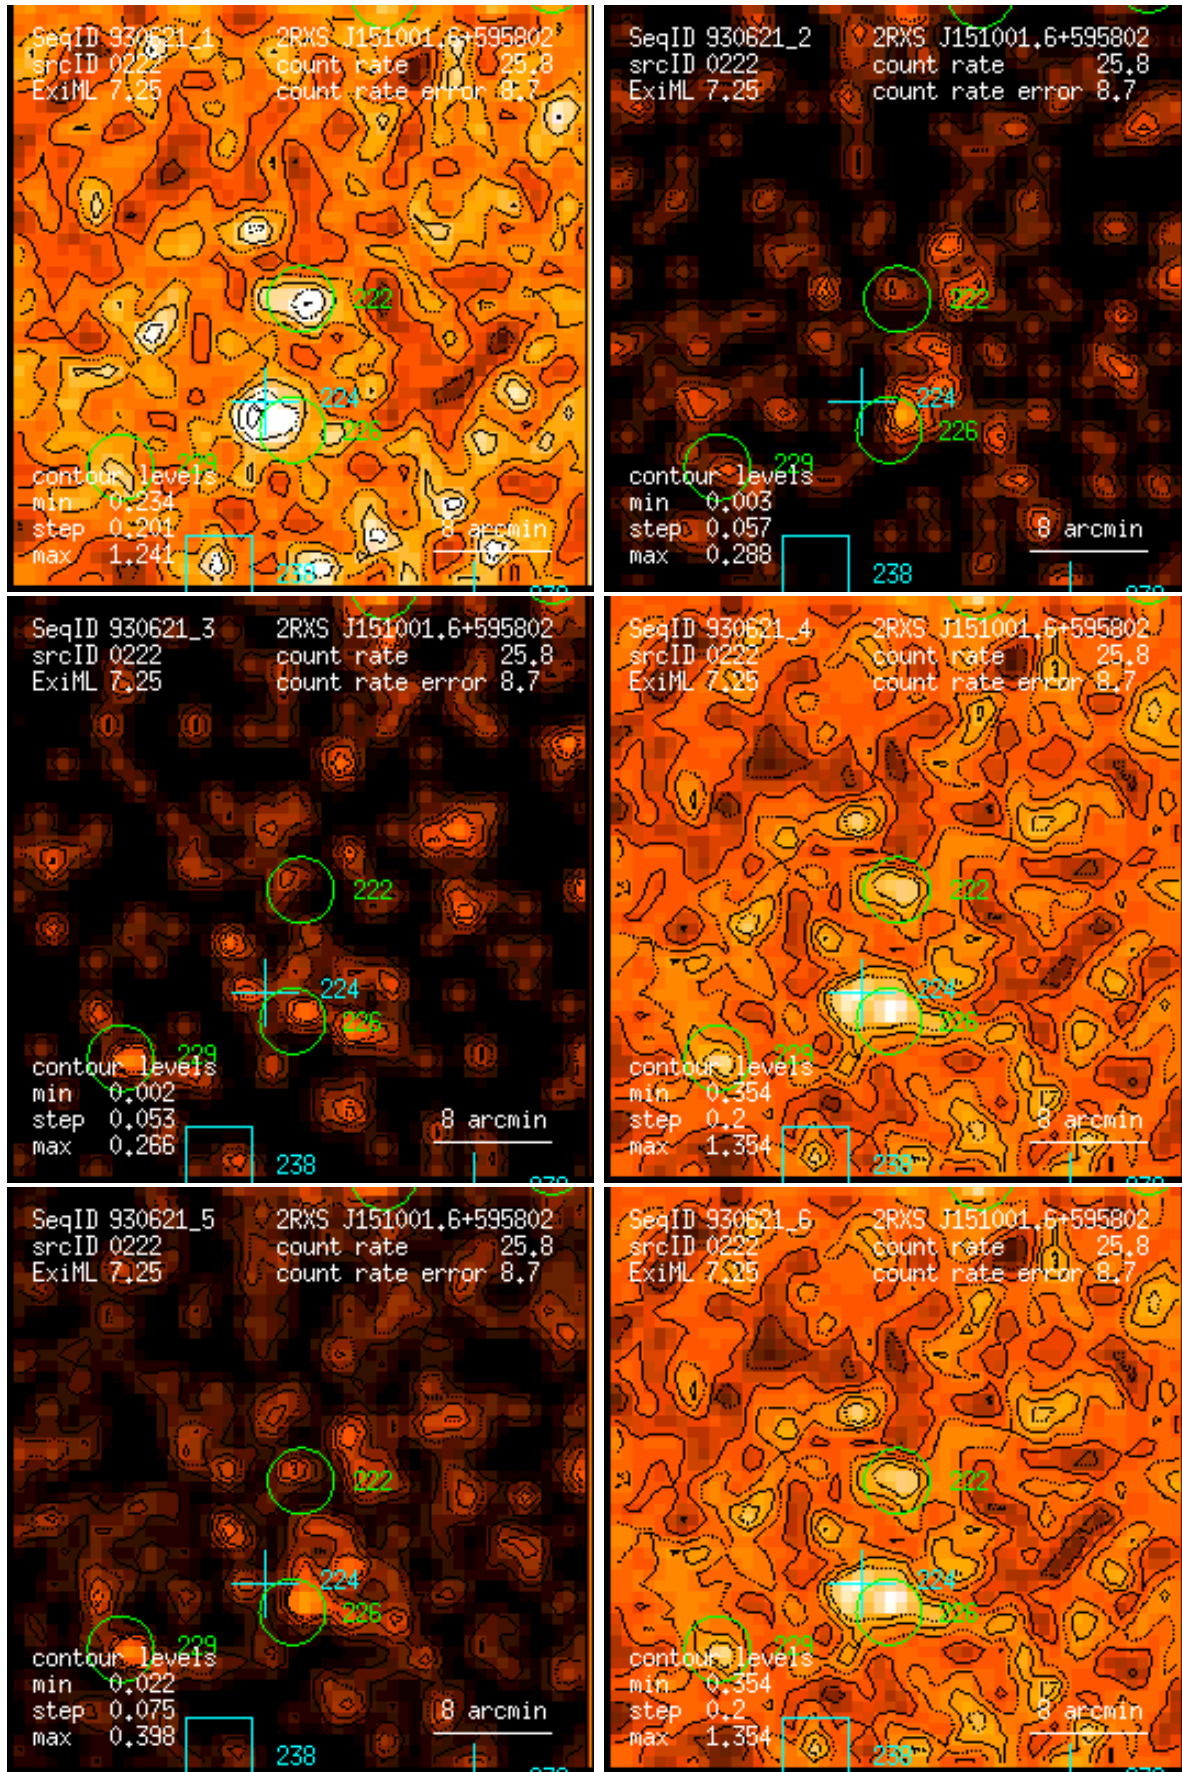 SeqID 930621_1 2RXS J151001.6+595802
srcID 0222 count rate 25.8
ExiML 7.25 count rate error 8.7
222
224
226
229
contour levels
min 0.234
step 0.201 8 arcmin
max 1.241
238
SeqID 930621_2 2RXS J151001.6+595802
srcID 0222 count rate 25.8
ExiML 7.25 count rate error 8.7
222
224
226
229
contour levels
min 0.003
step 0.057 8 arcmin
max 0.288
238
SeqID 930621_3 2RXS J151001.6+595802
srcID 0222 count rate 25.8
ExiML 7.25 count rate error 8.7
222
224
226
229
contour levels
min 0.002
step 0.053 8 arcmin
max 0.266
238
SeqID 930621_4 2RXS J151001.6+595802
srcID 0222 count rate 25.8
ExiML 7.25 count rate error 8.7
222
224
226
229
contour levels
min 0.354
step 0.2 8 arcmin
max 1.354
238
SeqID 930621_5 2RXS J151001.6+595802
srcID 0222 count rate 25.8
ExiML 7.25 count rate error 8.7
222
224
226
229
contour levels
min 0.022
step 0.075 8 arcmin
max 0.398
238
SeqID 930621_6 2RXS J151001.6+595802
srcID 0222 count rate 25.8
ExiML 7.25 count rate error 8.7
222
224
226
229
contour levels
min 0.354
step 0.2 8 arcmin
max 1.354
238